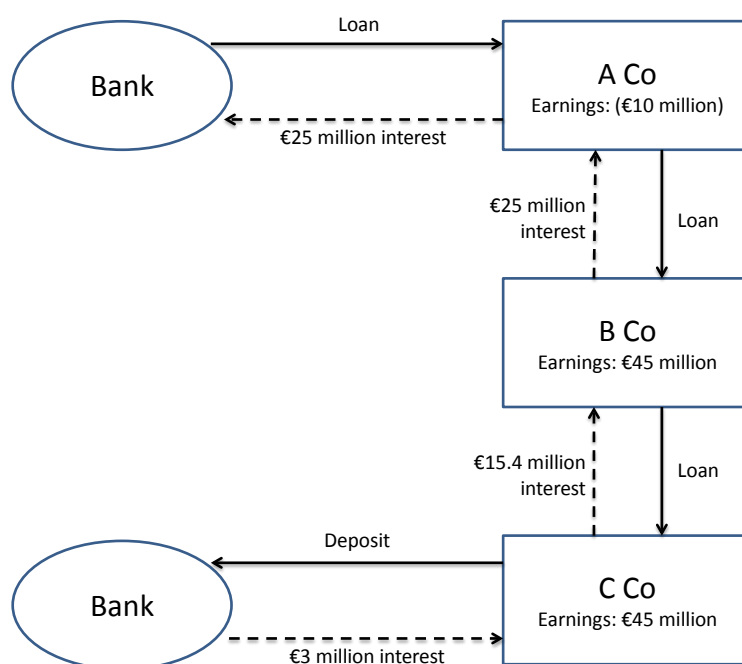 Loan
Bank
A Co
Earnings: (€10 million)
€25 million interest
€25 million
interest
Loan
B Co
Earnings: €45 million
€15.4 million
interest
Loan
Deposit
Bank
C Co
Earnings: €45 million
€3 million interest